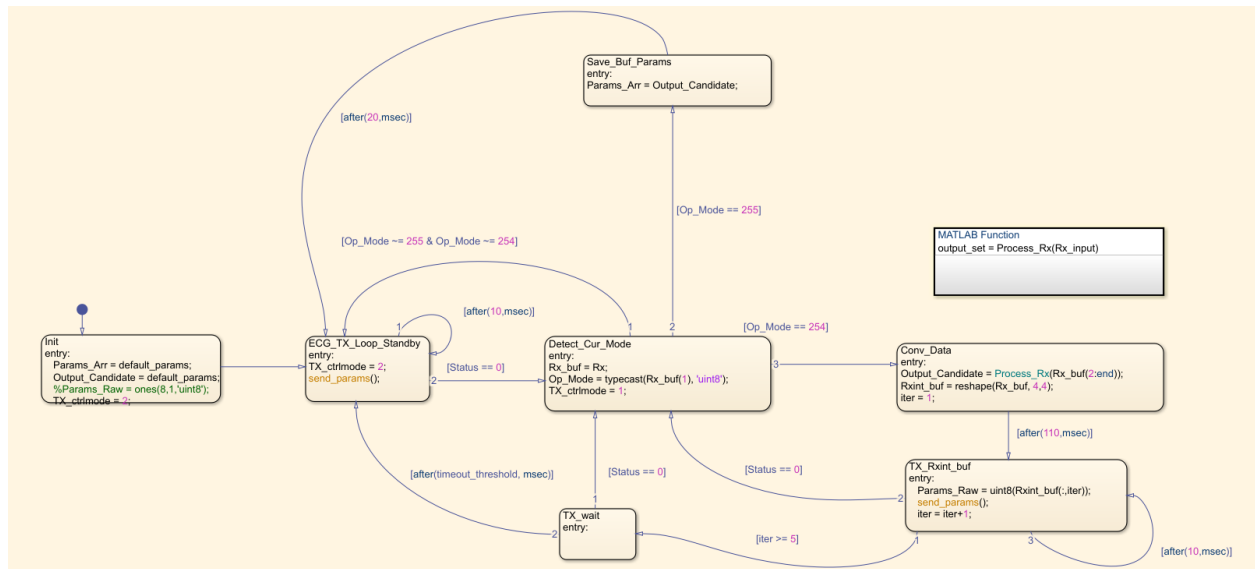 Save_Buf_Params
entry:
Params_Arr = Output_Candidate;
[after(20,msec)]
[Op_Mode == 255]
[Op_Mode ~= 255 & Op_Mode ~= 254]
MATLAB Function
output_set = Process_Rx(Rx_input)
[after(10,msec)]
[Op_Mode == 254]
Init
entry:
Params_Arr = default_params;
Output_Candidate = default_params;
%Params_Raw = ones(8,1,'uint8');
TX_ctrlmode = 2;
1
ECG_TX_Loop_Standby
entry:
TX_ctrlmode = 2;
send_params();
2
[Status == 0]
1
2
3
Detect_Cur_Mode
entry:
Rx_buf = Rx;
Op_Mode = typecast(Rx_buf(1), 'uint8');
TX_ctrlmode = 1;
Conv_Data
entry:
Output_Candidate = Process_Rx(Rx_buf(2:end));
Rxint_buf = reshape(Rx_buf, 4,4);
iter = 1;
[after(110,msec)]
[after(timeout_threshold, msec)]
[Status == 0]
[Status == 0]
TX_Rxint_buf
entry:
Params_Raw = uint8(Rxint_buf(:,iter));
send_params();
iter = iter+1;
2
1
3
1
TX_wait
entry:
2
[iter >= 5]
[after(10,msec)]